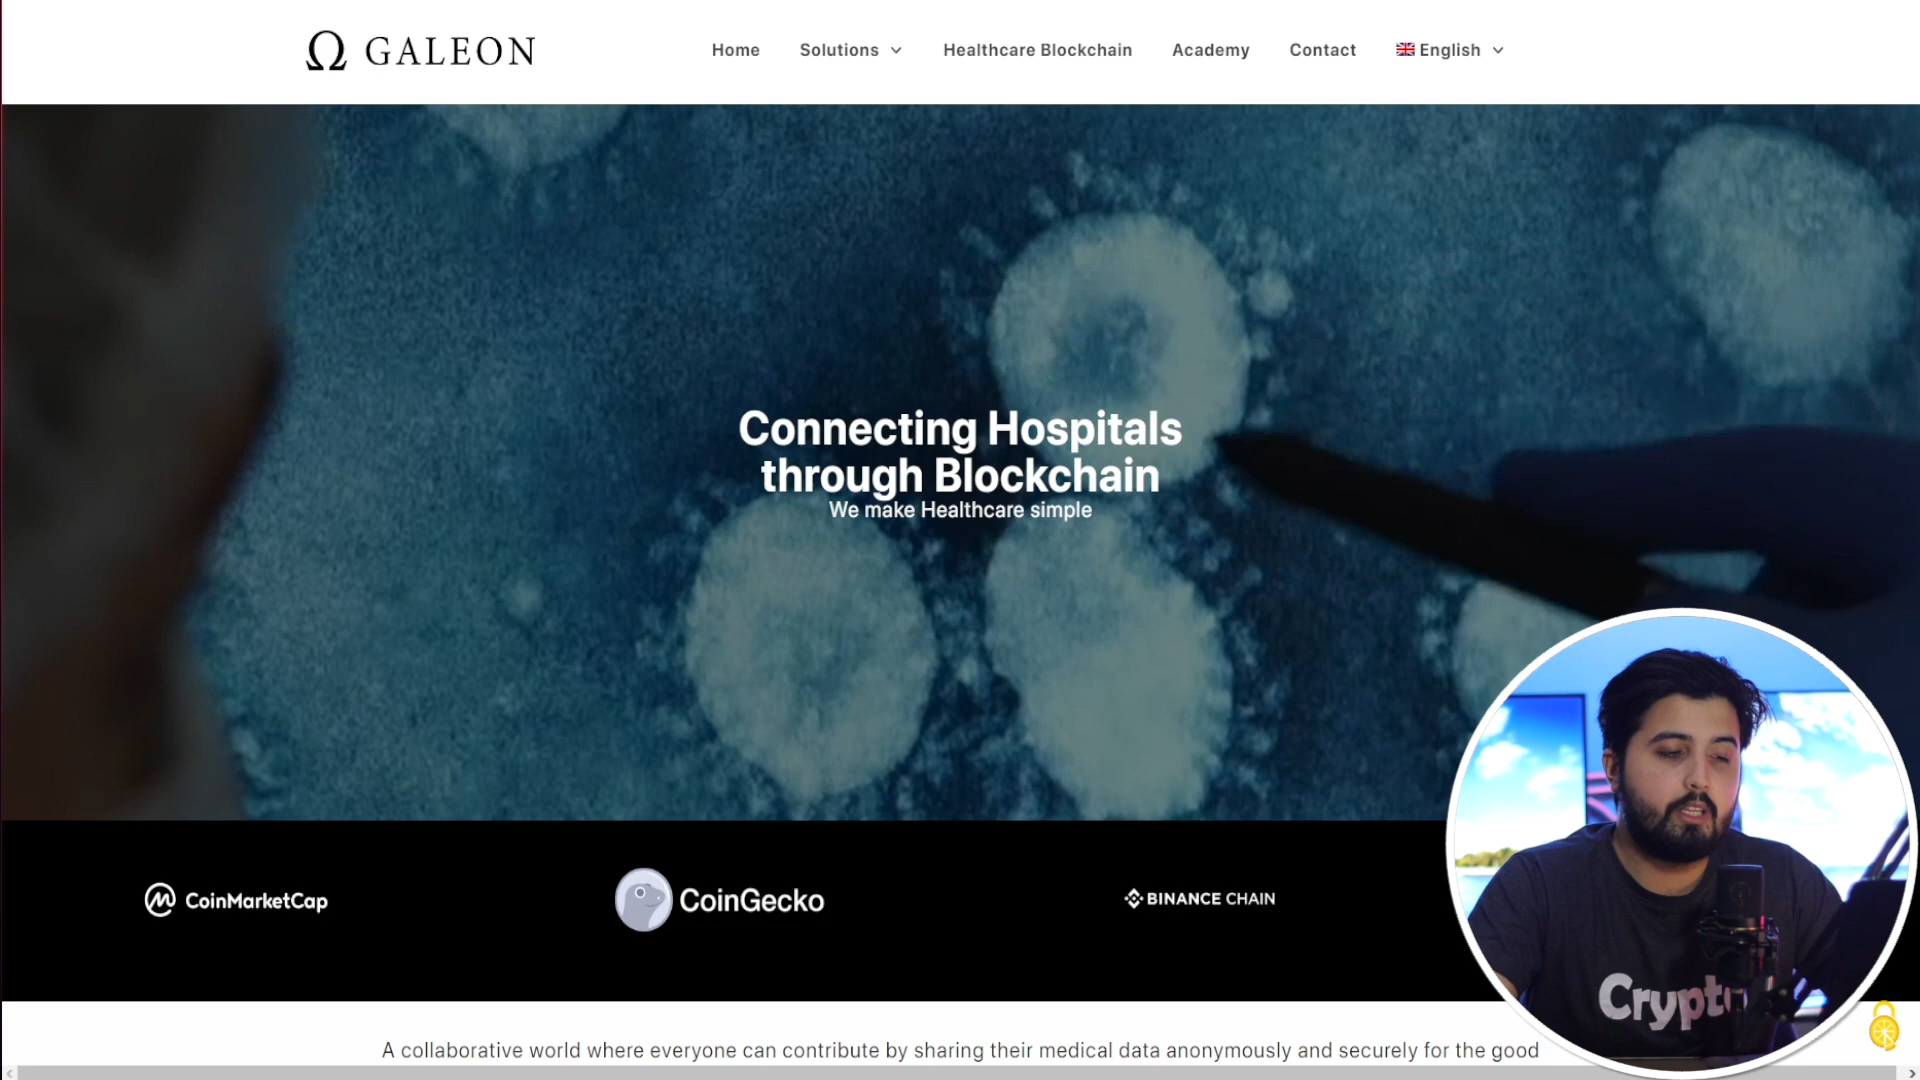 Ω GALEON
Home Solutions Healthcare Blockchain Academy Contact English
Connecting Hospitals
through Blockchain
We make Healthcare simple
CoinMarketCap CoinGecko BINANCE CHAIN
Crypt
A collaborative world where everyone can contribute by sharing their medical data anonymously and securely for the good